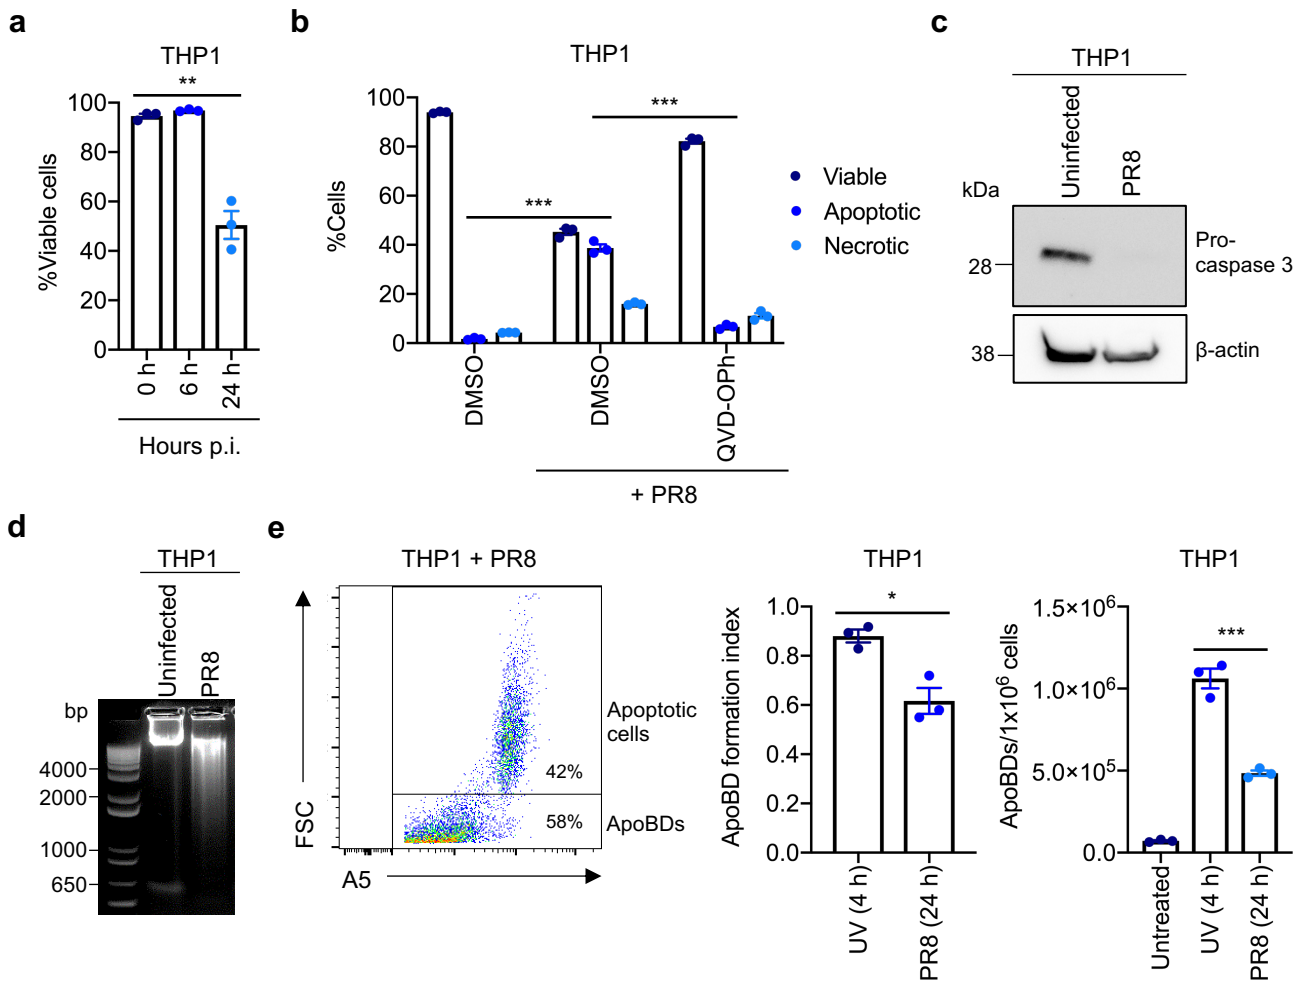 a
THP1
**
%Viable cells
100
80
60
40
20
0
0 h
6 h
24 h
Hours p.i.
b
THP1
%Cells
100
80
60
40
20
0
***
***
DMSO
DMSO
QVD-OPh
+ PR8
Viable
Apoptotic
Necrotic
c
THP1
Uninfected
PR8
kDa
28
Pro-
caspase 3
38
β-actin
d
THP1
Uninfected
PR8
bp
4000
2000
1000
650
e
THP1 + PR8
FSC
A5
42%
58%
Apoptotic
cells
ApoBDs
THP1
*
ApoBD formation index
1.0
0.8
0.6
0.4
0.2
0.0
UV (4 h)
PR8 (24 h)
THP1
***
ApoBDs/1x10⁶ cells
1.5×10⁶
1.0×10⁶
5.0×10⁵
0.0
Untreated
UV (4 h)
PR8 (24 h)